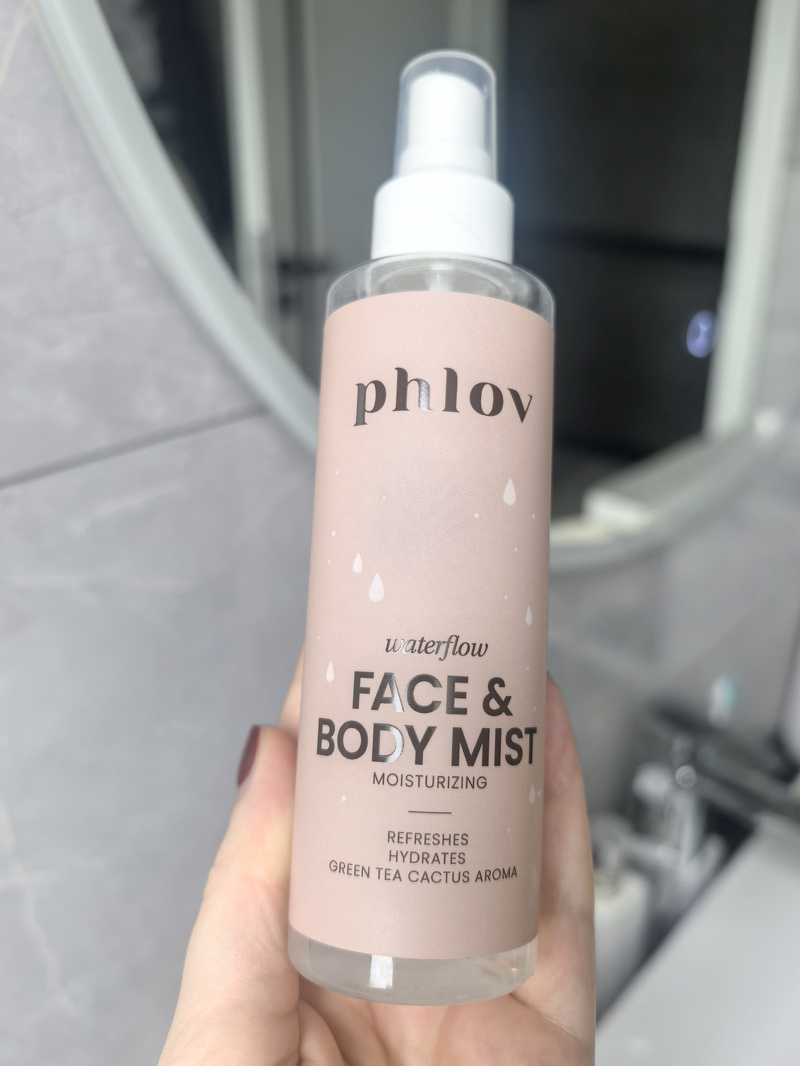 phlov
waterflow
FACE &
BODY MIST
MOISTURIZING
REFRESHES
HYDRATES
GREEN TEA CACTUS AROMA